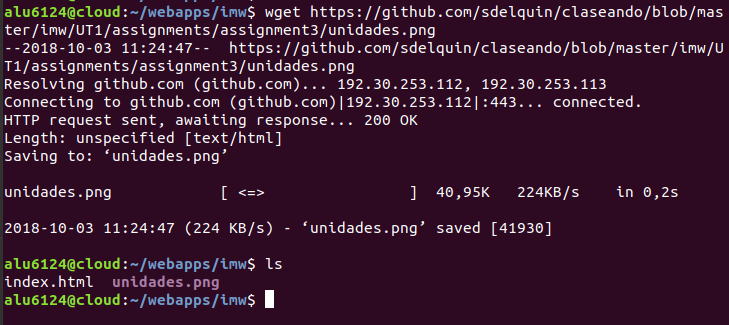 alu6124@cloud:~/webapps/imw$ wget https://github.com/sdelquin/claseando/blob/mas
ter/imw/UT1/assignments/assignment3/unidades.png
--2018-10-03 11:24:47--  https://github.com/sdelquin/claseando/blob/master/imw/U
T1/assignments/assignment3/unidades.png
Resolving github.com (github.com)... 192.30.253.112, 192.30.253.113
Connecting to github.com (github.com)|192.30.253.112|:443... connected.
HTTP request sent, awaiting response... 200 OK
Length: unspecified [text/html]
Saving to: ‘unidades.png’
unidades.png            [ <=>                ]  40,95K   224KB/s    in 0,2s
2018-10-03 11:24:47 (224 KB/s) - ‘unidades.png’ saved [41930]
alu6124@cloud:~/webapps/imw$ ls
index.html  unidades.png
alu6124@cloud:~/webapps/imw$